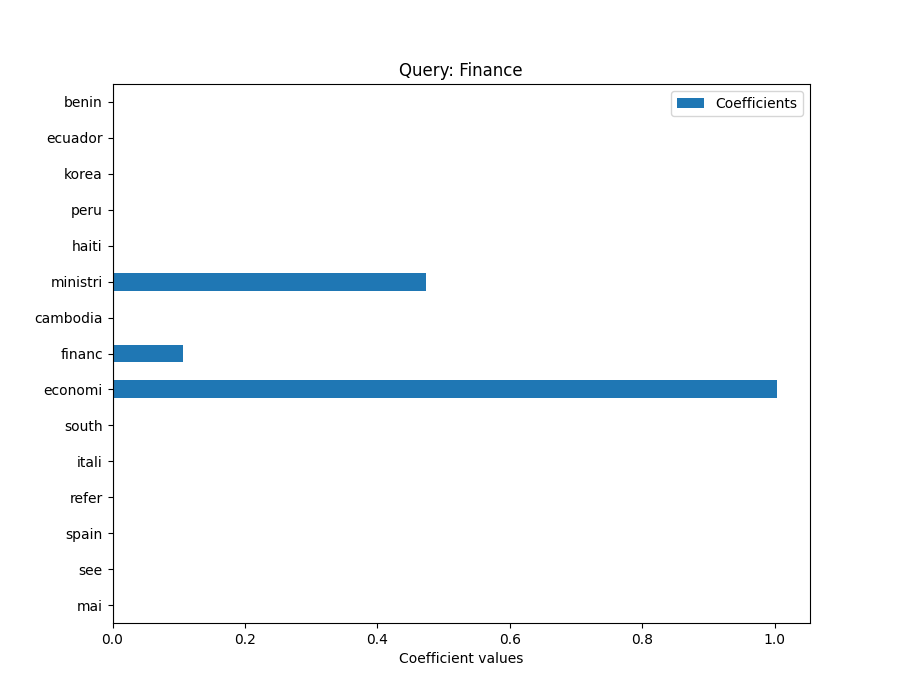 Query: Finance
Coefficients
benin
ecuador
korea
peru
haiti
ministri
cambodia
financ
economi
south
itali
refer
spain
see
mai
0.0 0.2 0.4 0.6 0.8 1.0
Coefficient values